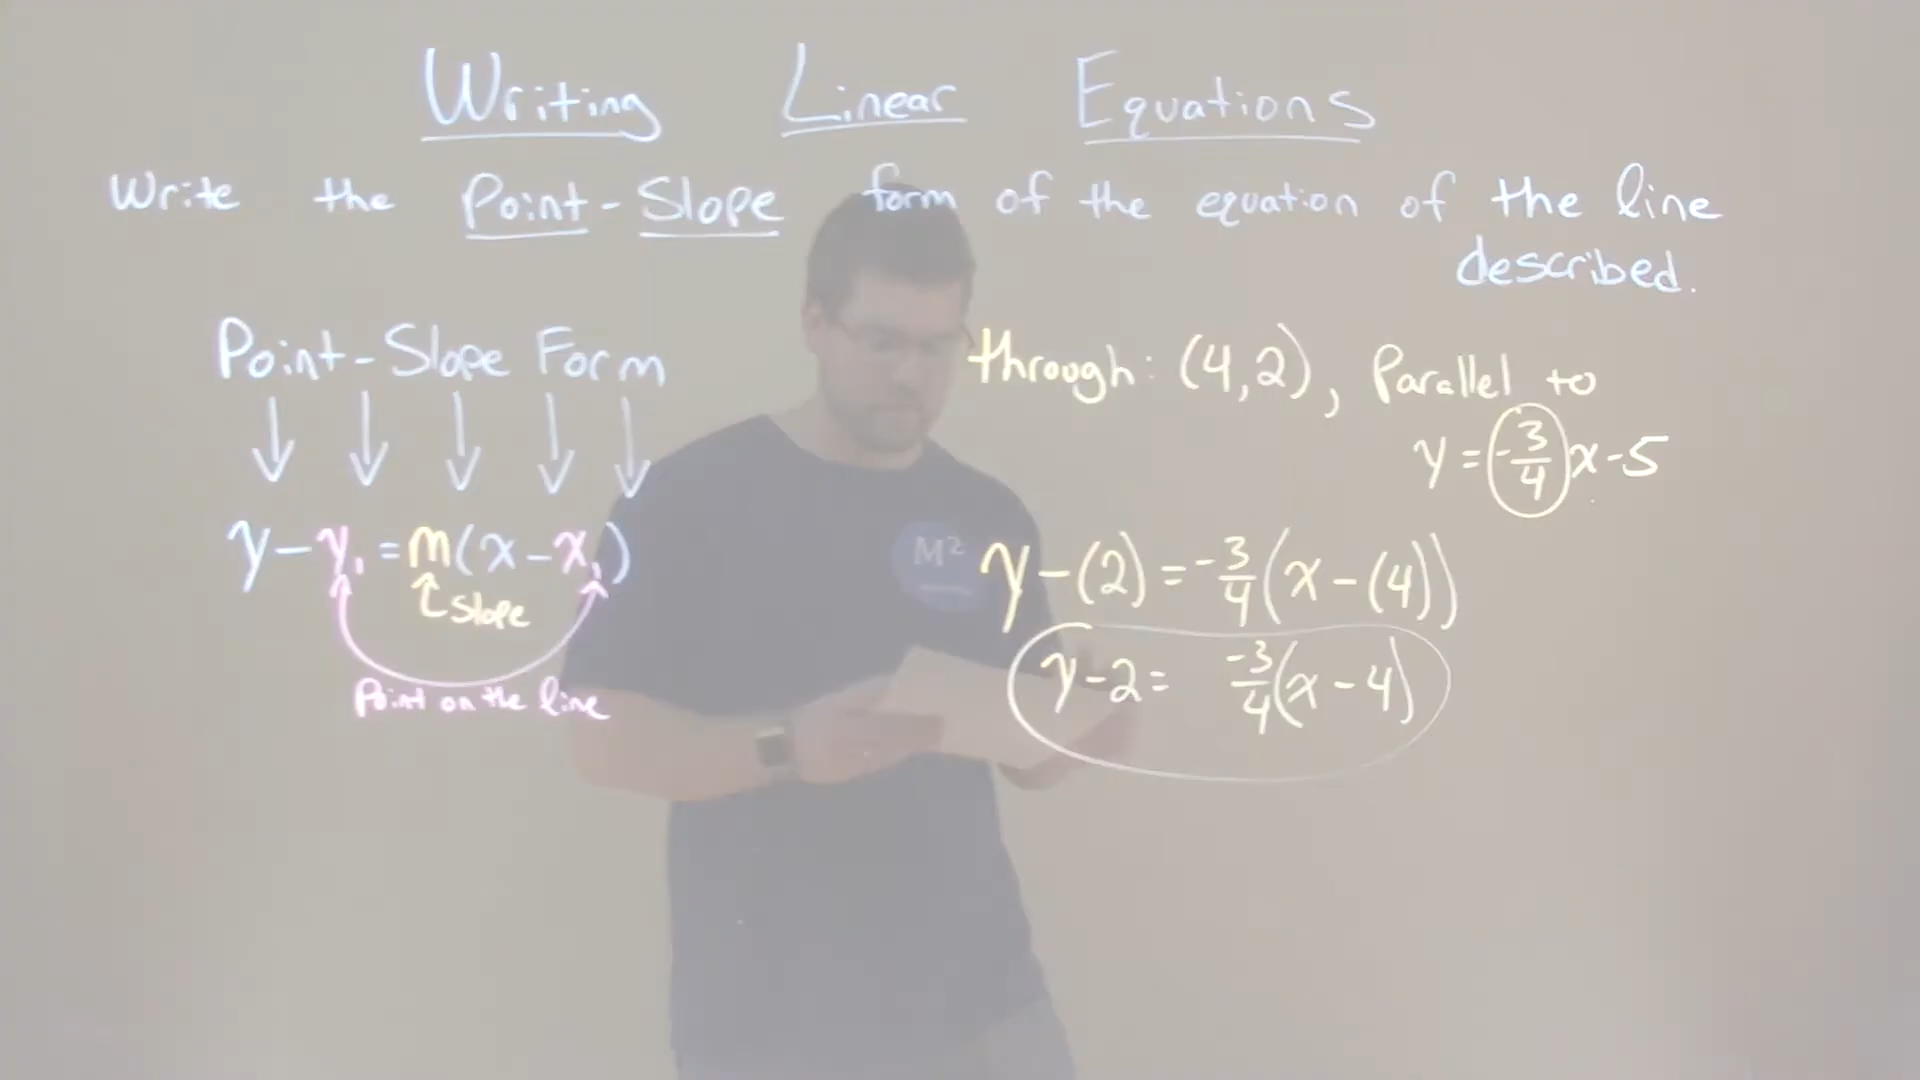 Writing Linear Equations
Write the Point-Slope form of the equation of the line
described.
Point-Slope Form
y-y₁=m(x-x₁)
slope
Point on the line
through: (4,2), Parallel to
y=-3/4x-5
M²
y-(2)=-3/4(x-(4))
y-2= -3/4(x-4)